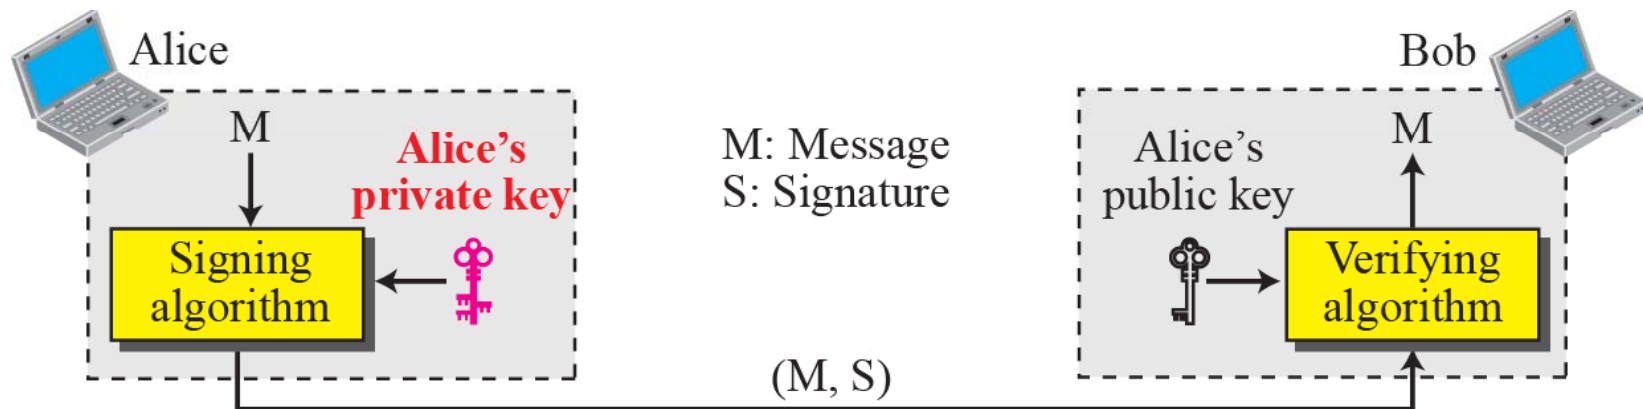 Alice
M
Alice’s
private key
Signing
algorithm
M: Message
S: Signature
(M, S)
Bob
M
Alice’s
public key
Verifying
algorithm